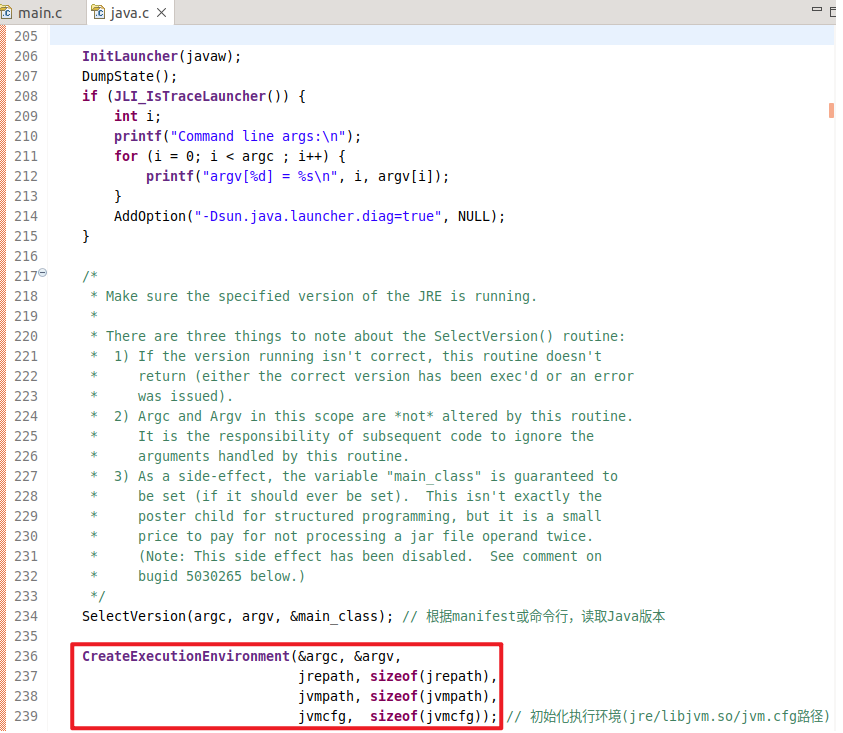 main.c
java.c
205
206 InitLauncher(javaw);
207 DumpState();
208 if (JLI_IsTraceLauncher()) {
209 int i;
210 printf("Command line args:\n");
211 for (i = 0; i < argc ; i++) {
212 printf("argv[%d] = %s\n", i, argv[i]);
213 }
214 AddOption("-Dsun.java.launcher.diag=true", NULL);
215 }
216
217 /*
218 * Make sure the specified version of the JRE is running.
219 *
220 * There are three things to note about the SelectVersion() routine:
221 * 1) If the version running isn't correct, this routine doesn't
222 * return (either the correct version has been exec'd or an error
223 * was issued).
224 * 2) Argc and Argv in this scope are *not* altered by this routine.
225 * It is the responsibility of subsequent code to ignore the
226 * arguments handled by this routine.
227 * 3) As a side-effect, the variable "main_class" is guaranteed to
228 * be set (if it should ever be set). This isn't exactly the
229 * poster child for structured programming, but it is a small
230 * price to pay for not processing a jar file operand twice.
231 * (Note: This side effect has been disabled. See comment on
232 * bugid 5030265 below.)
233 */
234 SelectVersion(argc, argv, &main_class); // 根据manifest或命令行，读取Java版本
235
236 CreateExecutionEnvironment(&argc, &argv,
237 jrepath, sizeof(jrepath),
238 jvmpath, sizeof(jvmpath),
239 jvmcfg, sizeof(jvmcfg)); // 初始化执行环境(jre/libjvm.so/jvm.cfg路径)